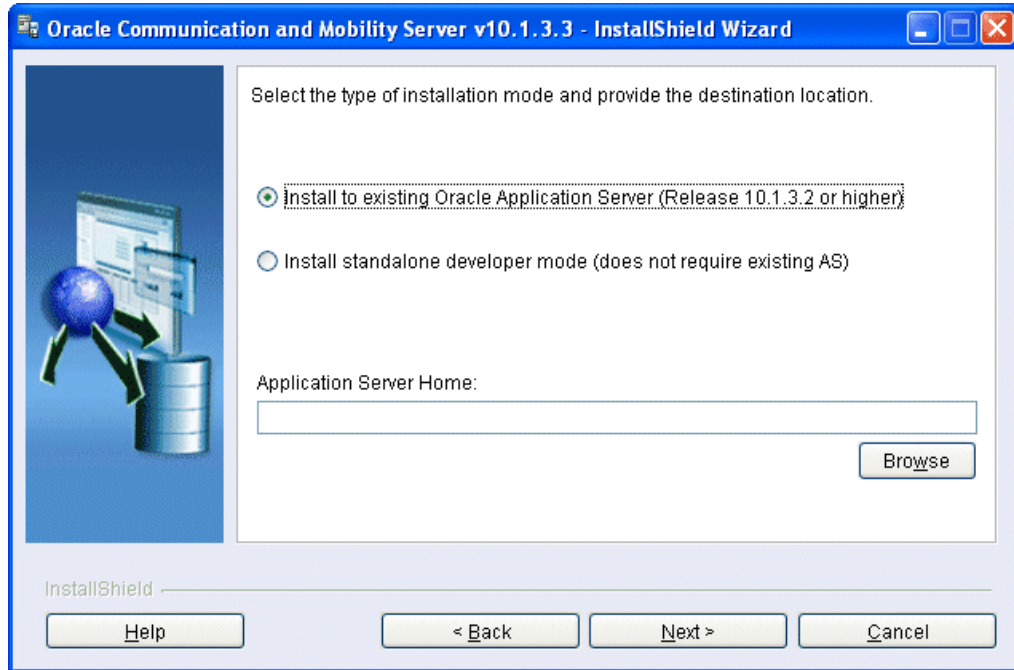 Oracle Communication and Mobility Server v10.1.3.3 - InstallShield Wizard
Select the type of installation mode and provide the destination location.
Install to existing Oracle Application Server (Release 10.1.3.2 or higher)
Install standalone developer mode (does not require existing AS)
Application Server Home:
Browse
InstallShield
Help
< Back
Next >
Cancel